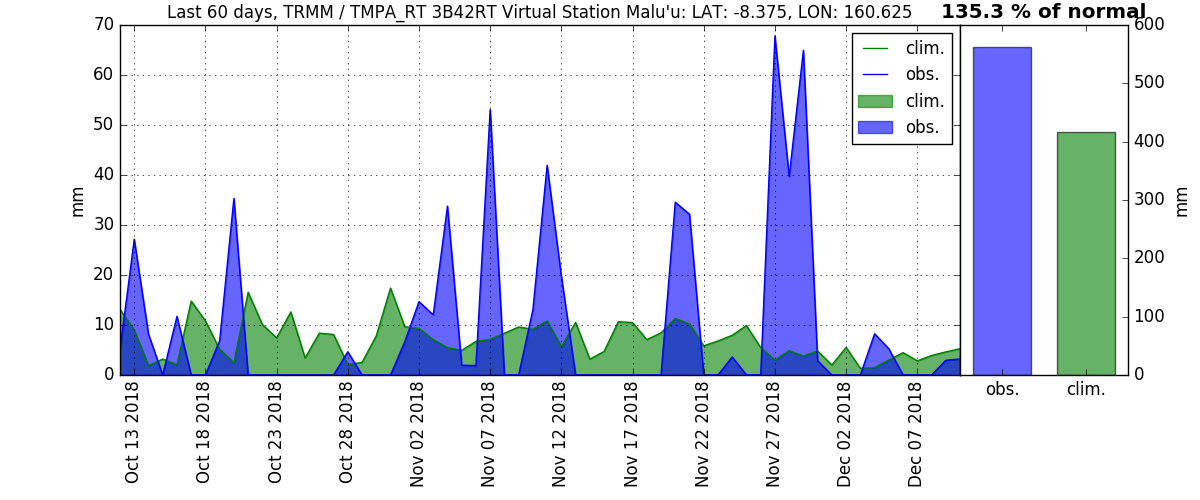 Last 60 days, TRMM / TMPA_RT 3B42RT Virtual Station Malu'u: LAT: -8.375, LON: 160.625
135.3 % of normal
70
60
50
40
30
20
10
0
mm
clim.
obs.
clim.
obs.
600
500
400
300
200
100
0
mm
obs.
clim.
Oct 13 2018
Oct 18 2018
Oct 23 2018
Oct 28 2018
Nov 02 2018
Nov 07 2018
Nov 12 2018
Nov 17 2018
Nov 22 2018
Nov 27 2018
Dec 02 2018
Dec 07 2018